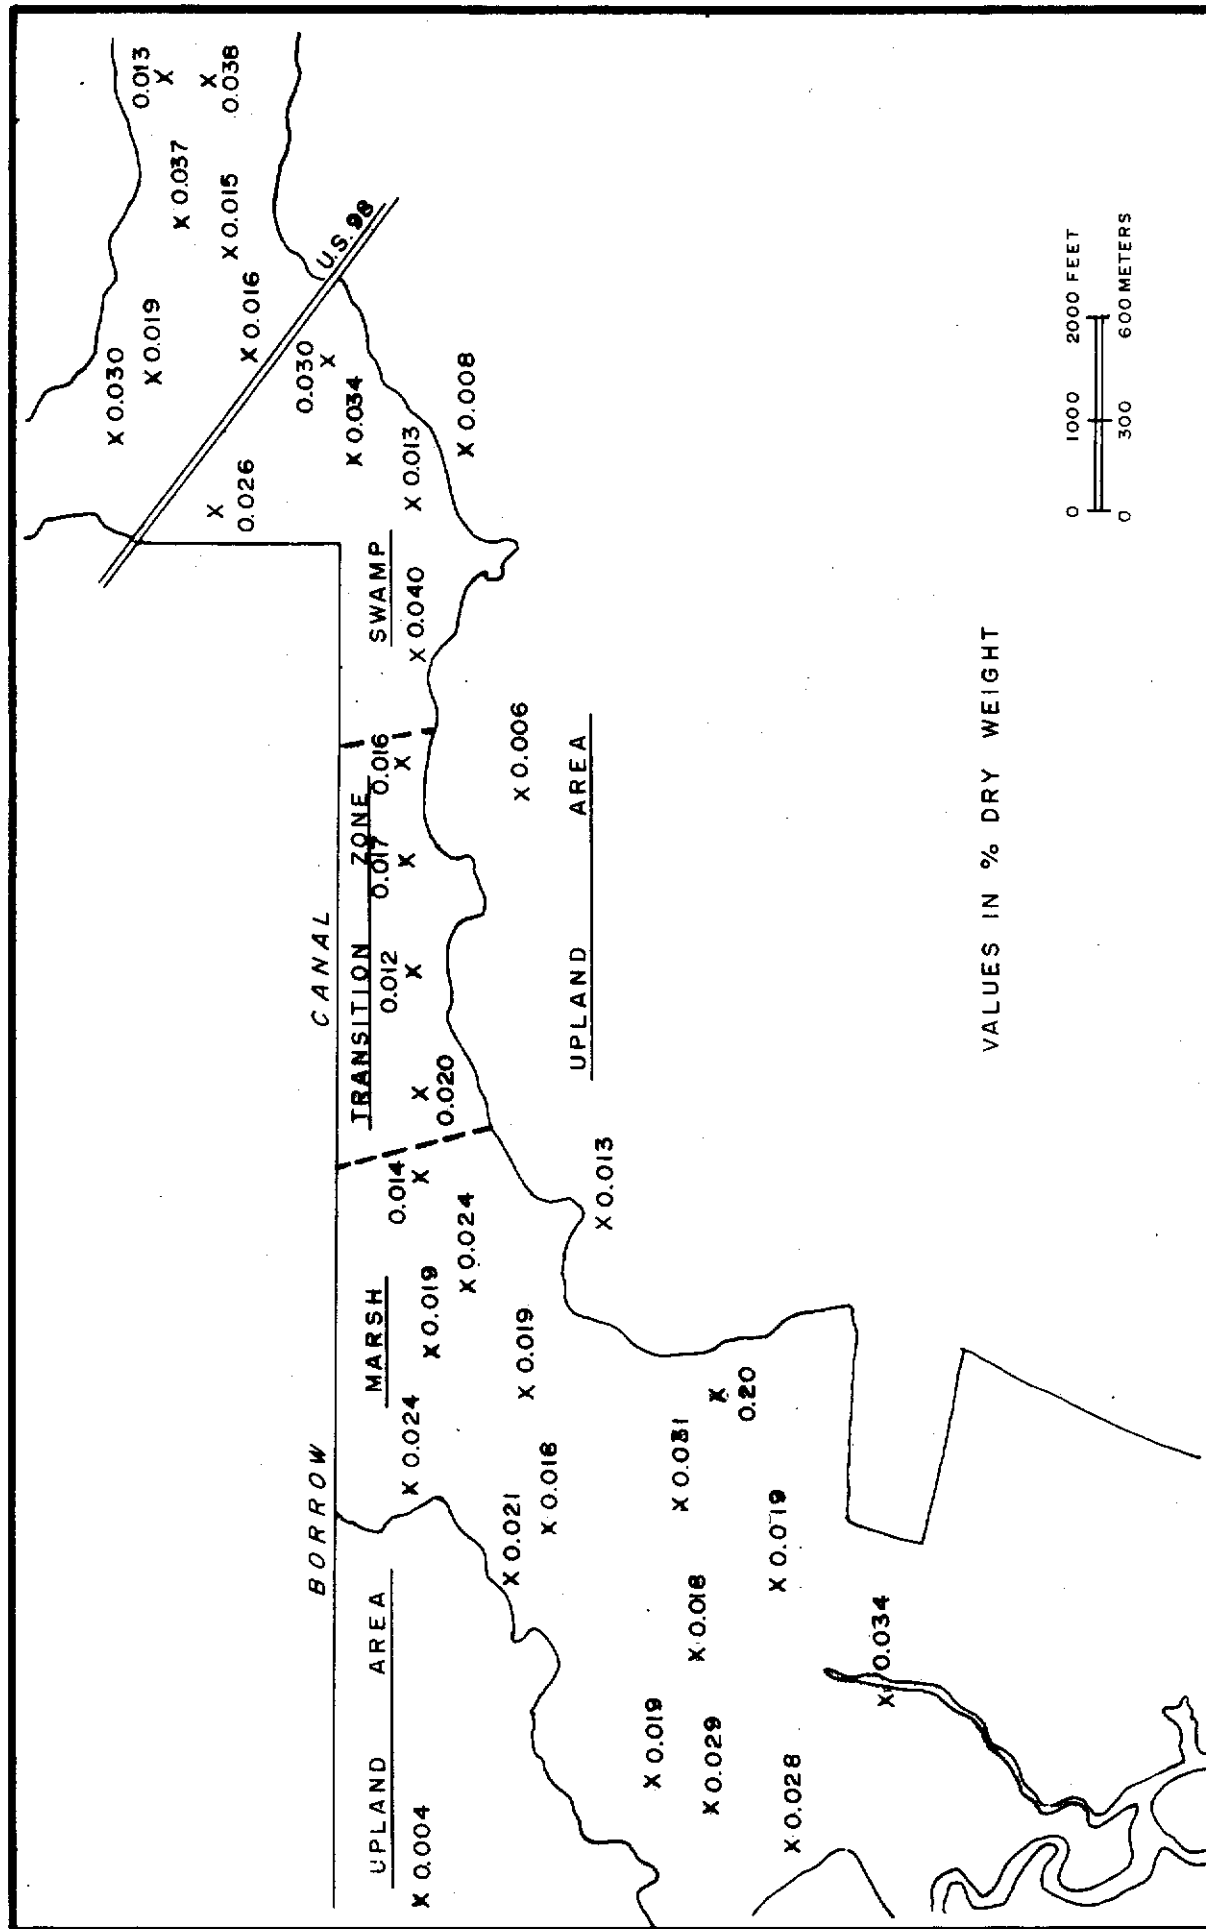 BORROW CANAL
UPLAND AREA
X 0.004
MARSH
X 0.024
0.014
X
X 0.019
X 0.024
X 0.019
X 0.021
X 0.018
X 0.013
X 0.031
X
0.20
X 0.019
X 0.018
X 0.019
X 0.029
X 0.028
X 0.034
TRANSITION ZONE
X
0.020
0.012
X
0.017
X
0.016
X
SWAMP
X 0.040
X 0.013
X 0.034
0.030
X
X 0.008
X
0.026
U.S. 98
X 0.030
X 0.019
X 0.016
X 0.015
X 0.037
0.013
X
X
0.038
X 0.006
UPLAND AREA
VALUES IN % DRY WEIGHT
0 1000 2000 FEET
0 300 600 METERS